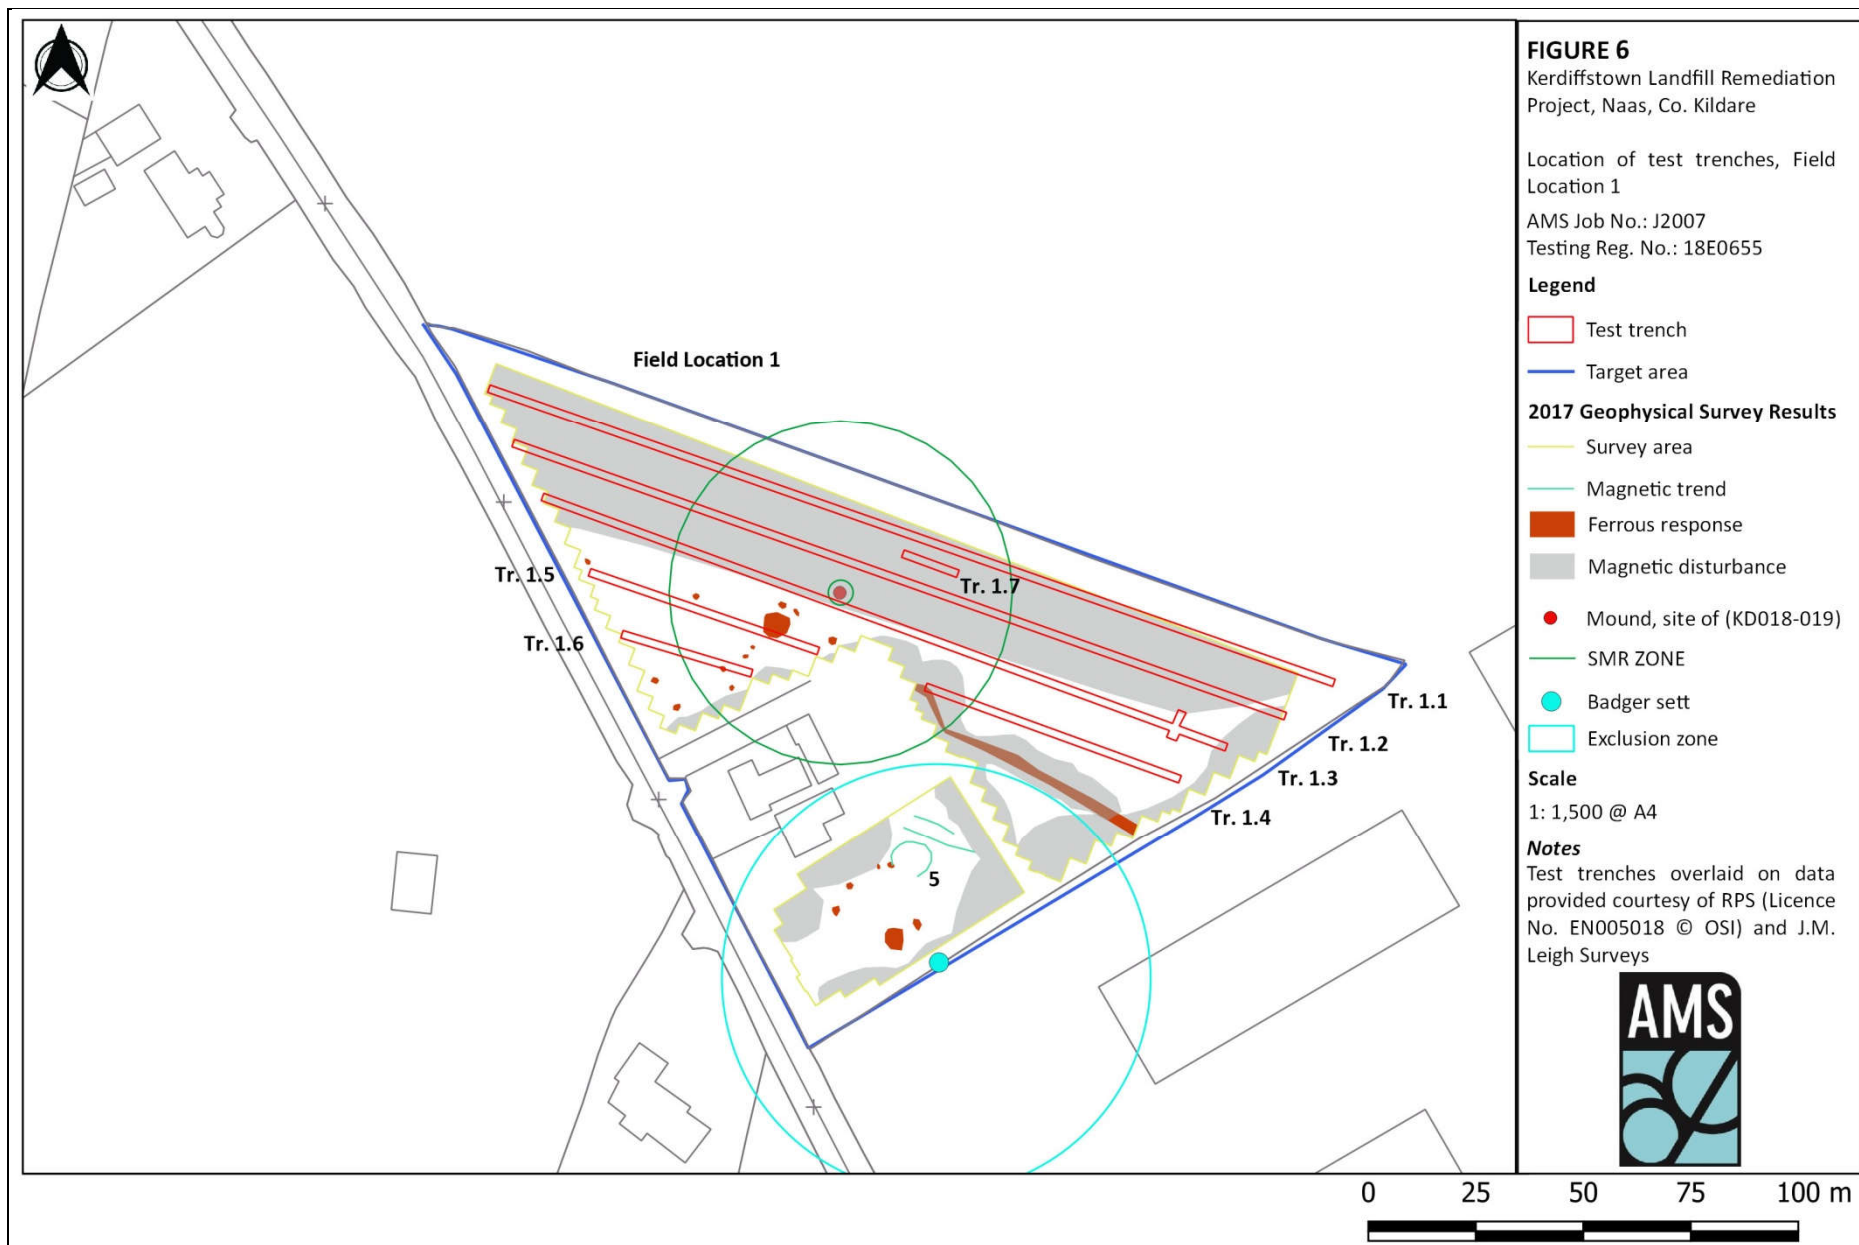 FIGURE 6
Kerdiffstown Landfill Remediation
Project, Naas, Co. Kildare
Location of test trenches, Field
Location 1
AMS Job No.: J2007
Testing Reg. No.: 18E0655
Legend
Test trench
Target area
2017 Geophysical Survey Results
Survey area
Magnetic trend
Ferrous response
Magnetic disturbance
Mound, site of (KD018-019)
SMR ZONE
Badger sett
Exclusion zone
Scale
1: 1,500 @ A4
Notes
Test trenches overlaid on data
provided courtesy of RPS (Licence
No. EN005018 © OSI) and J.M.
Leigh Surveys
AMS
Field Location 1
Tr. 1.5
Tr. 1.7
Tr. 1.6
Tr. 1.1
Tr. 1.2
Tr. 1.3
Tr. 1.4
5
0 25 50 75 100 m